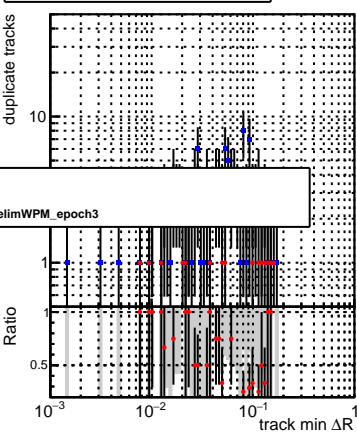 duplicate tracks
10
elimWPM_epoch3
1
Ratio
1
0.5
10⁻³ 10⁻² 10⁻¹ 1
track min ΔR